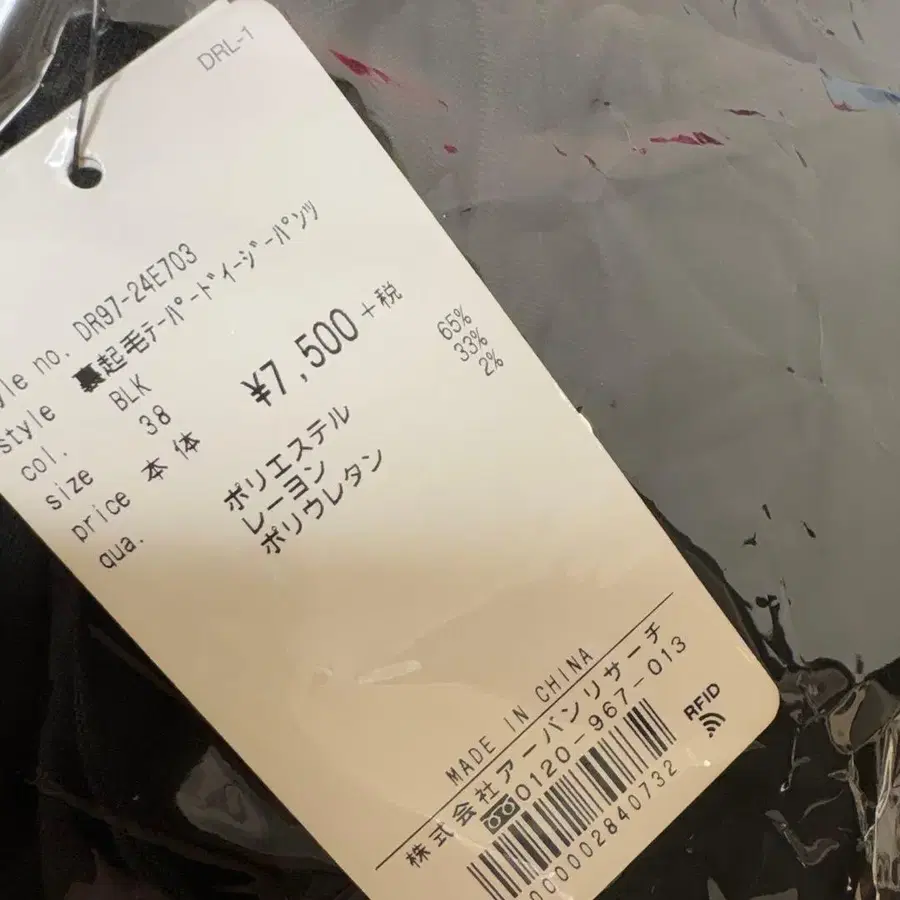 DRL-1
yle no. DR97-24E703
style 裏起毛テーパードイージーパンツ
col. BLK
size 38
price 本体 ¥7,500+税
qua. ポリエステル 65%
レーヨン 33%
ポリウレタン 2%
MADE IN CHINA
株式会社アーバンリサーチ
0120-967-013
RFID
000002840732